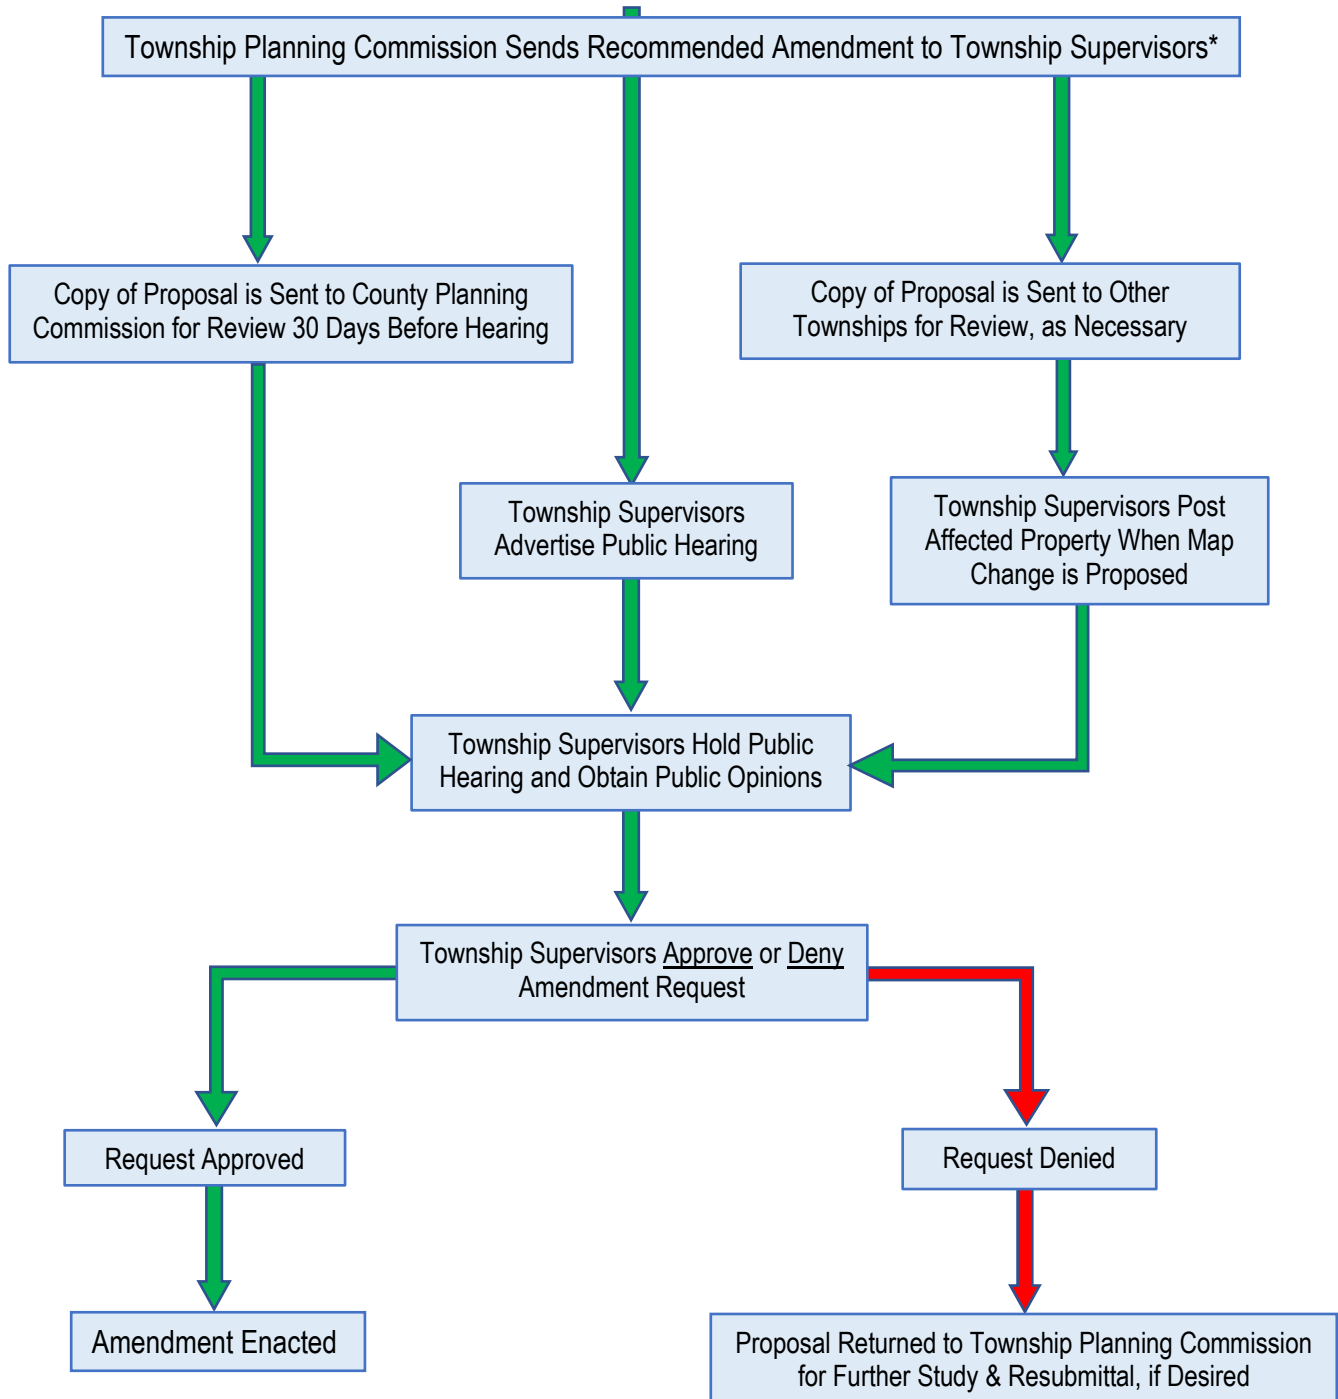 Township Planning Commission Sends Recommended Amendment to Township Supervisors*
Copy of Proposal is Sent to County Planning
Commission for Review 30 Days Before Hearing
Copy of Proposal is Sent to Other
Townships for Review, as Necessary
Township Supervisors
Advertise Public Hearing
Township Supervisors Post
Affected Property When Map
Change is Proposed
Township Supervisors Hold Public
Hearing and Obtain Public Opinions
Township Supervisors Approve or Deny
Amendment Request
Request Approved
Request Denied
Amendment Enacted
Proposal Returned to Township Planning Commission
for Further Study & Resubmittal, if Desired